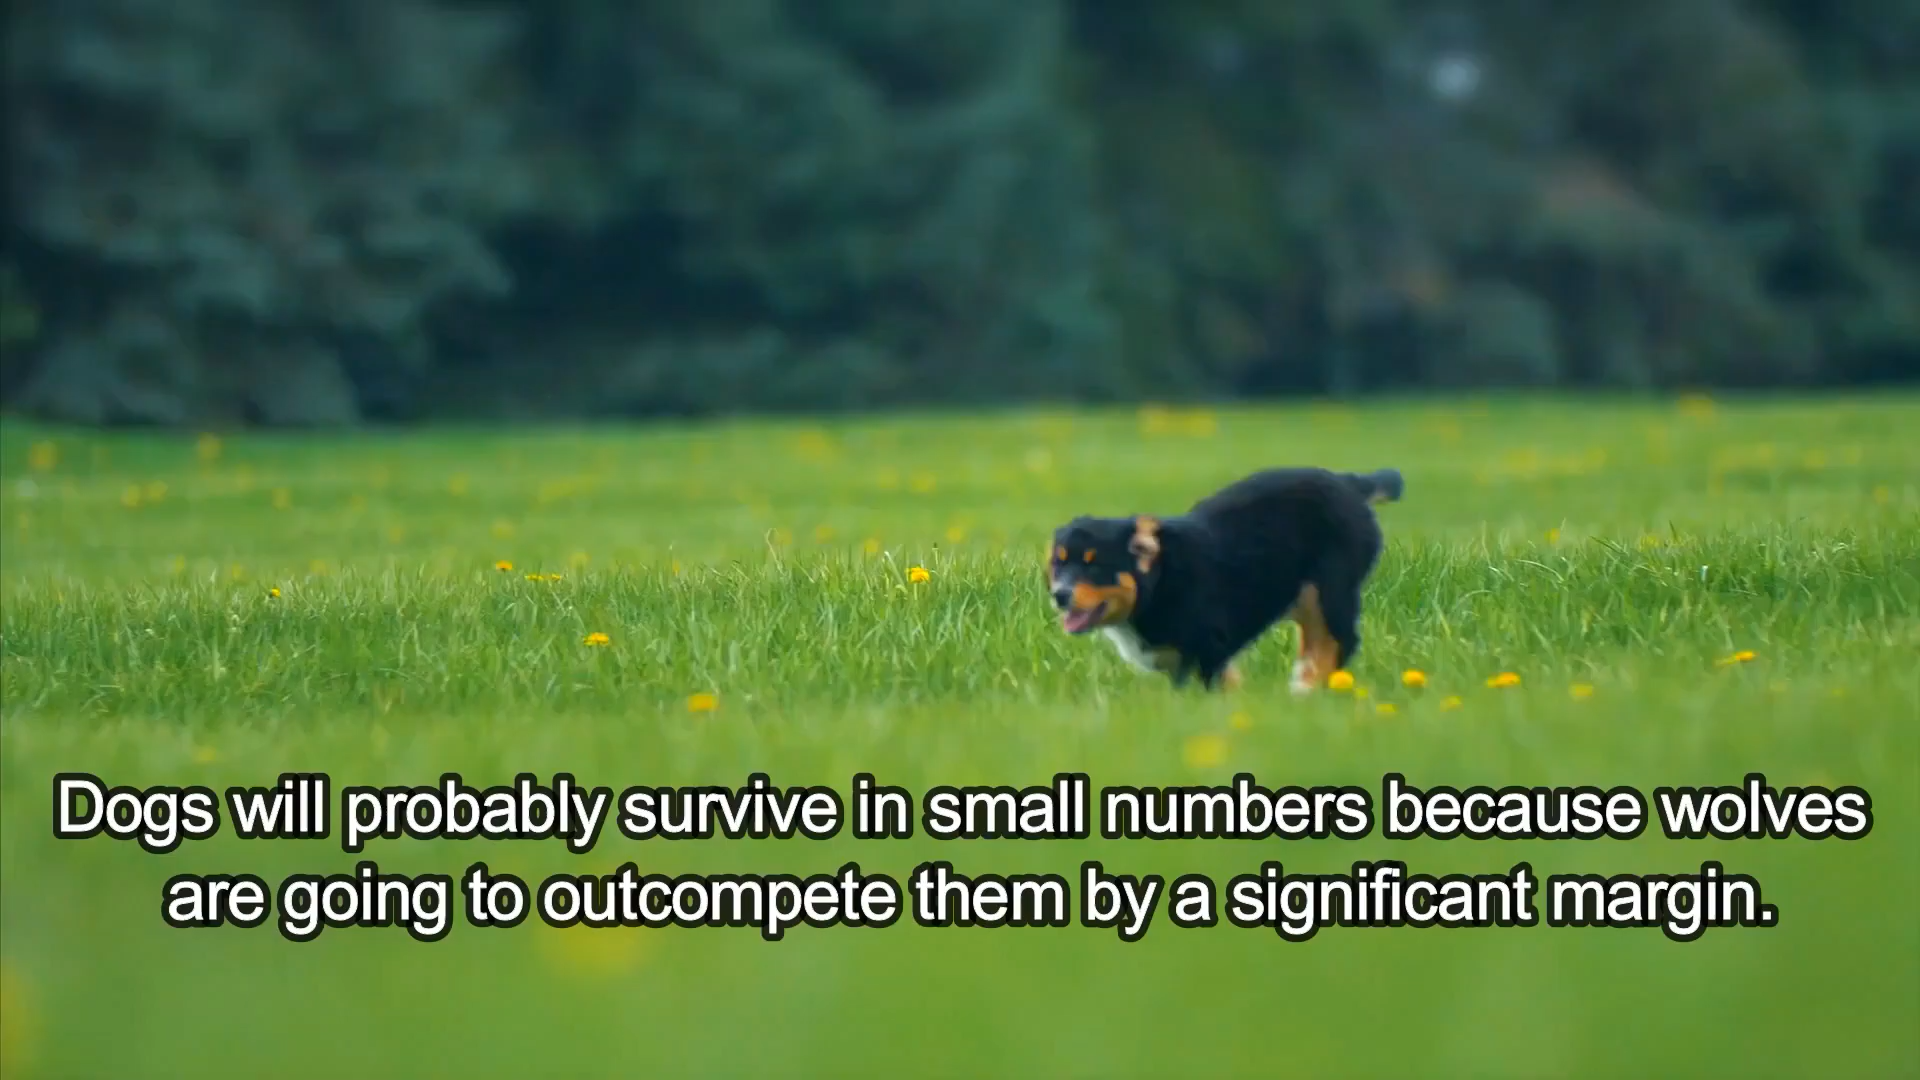 Dogs will probably survive in small numbers because wolves
are going to outcompete them by a significant margin.